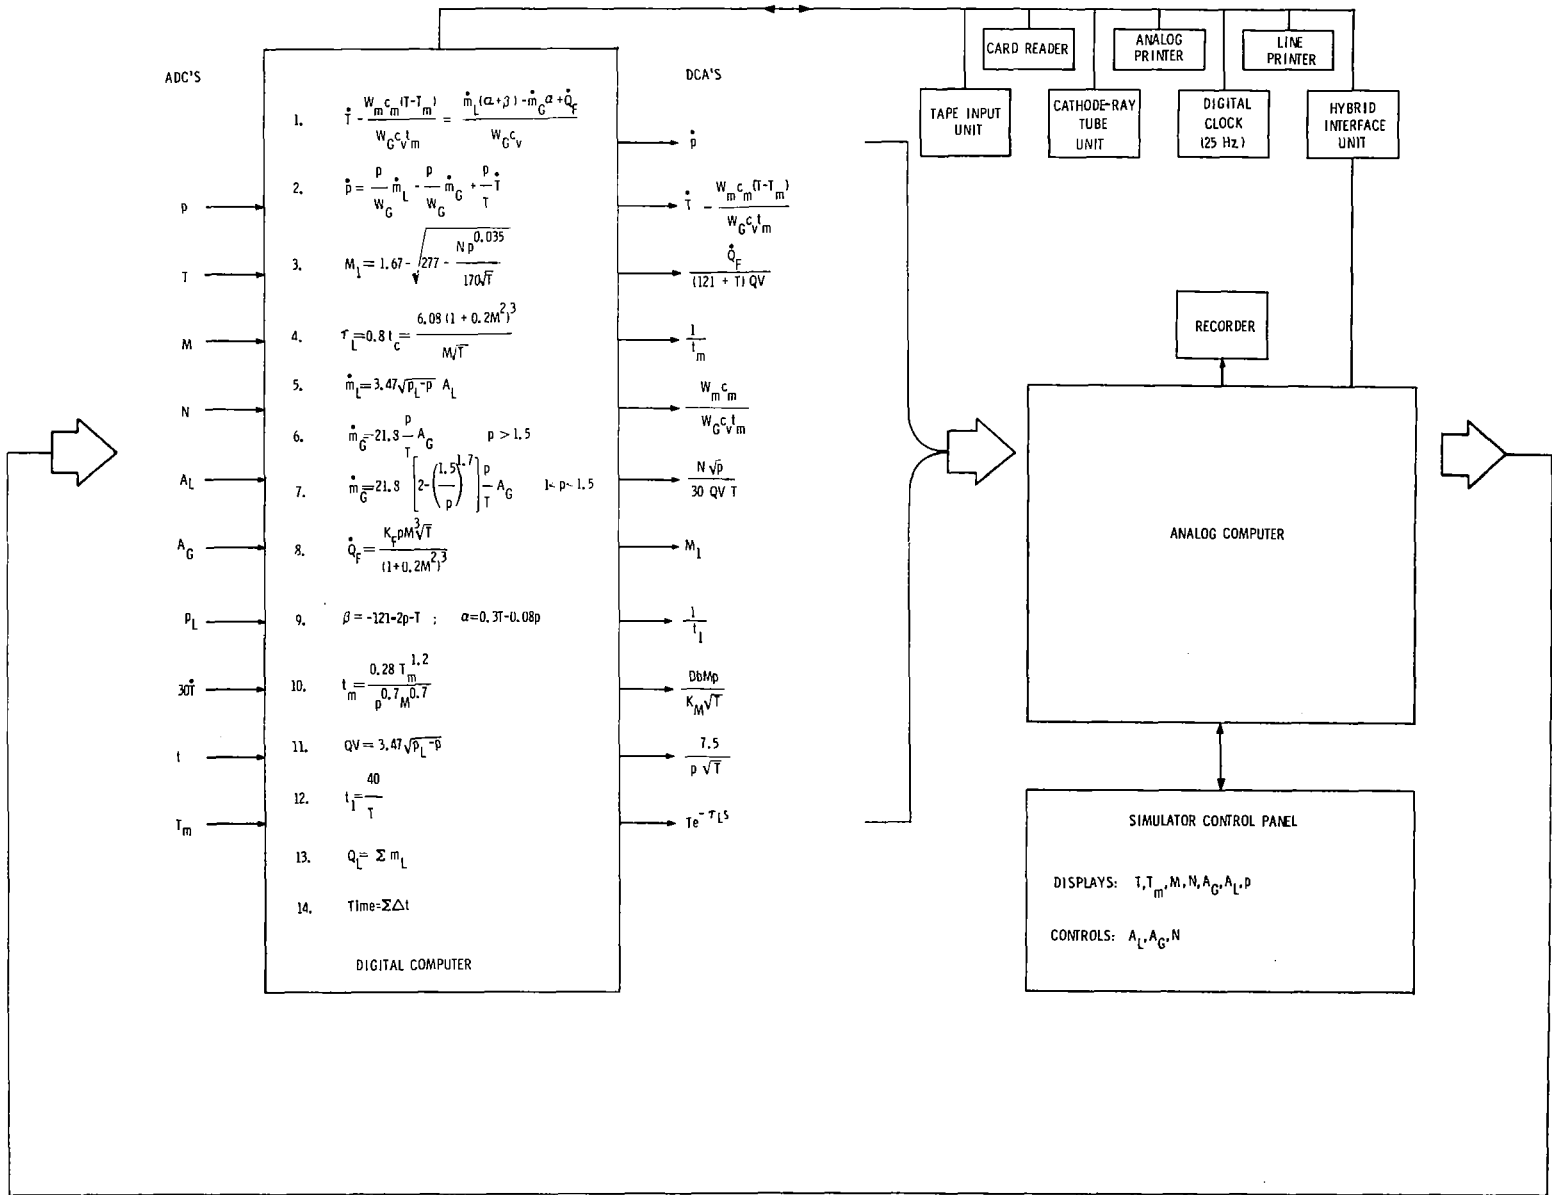 CARD READER
ANALOG PRINTER
LINE PRINTER
TAPE INPUT UNIT
CATHODE-RAY TUBE UNIT
DIGITAL CLOCK (25 Hz)
HYBRID INTERFACE UNIT
ADC'S
p
T
M
N
A_L
A_G
p_L
30Ṫ
t
T_m
1. Ṫ - W_m c_m (T-T_m) / W_G c_v t_m = ṁ_L (α+β) - ṁ_G α + Q̇_F / W_G c_v
2. ṗ = p/W_G ṁ_L - p/W_G ṁ_G + p/T Ṫ
3. M_1 = 1.67 - √277 - Np^0.035 / 170√T
4. τ_L = 0.8 t_c = 6.08 (1 + 0.2M^2)^3 / M√T
5. ṁ_L = 3.47√p_L-p A_L
6. ṁ_G = 21.8 p/T A_G p > 1.5
7. ṁ_G = 21.8 [2-(1.5/p)^1.7] p/T A_G 1< p< 1.5
8. Q̇_F = K_F pM^3√T / (1+0.2M^2)^3
9. β = -121-2p-T ; α=0.3T-0.08p
10. t_m = 0.28 T_m^1.2 / p^0.7 M^0.7
11. QV = 3.47√p_L-p
12. t_1 = 40/T
13. Q_L = Σ m_L
14. Time=Σ△t
DIGITAL COMPUTER
DCA'S
ṗ
Ṫ - W_m c_m (T-T_m) / W_G c_v t_m
Q̇_F / (121 + T) QV
1/t_m
W_m c_m / W_G c_v t_m
N √p / 30 QV T
M_1
1/t_1
DbMp / K_M √T
7.5 / p √T
Te^-τ_L s
RECORDER
ANALOG COMPUTER
SIMULATOR CONTROL PANEL
DISPLAYS: T,T_m,M,N,A_G,A_L,p
CONTROLS: A_L,A_G,N